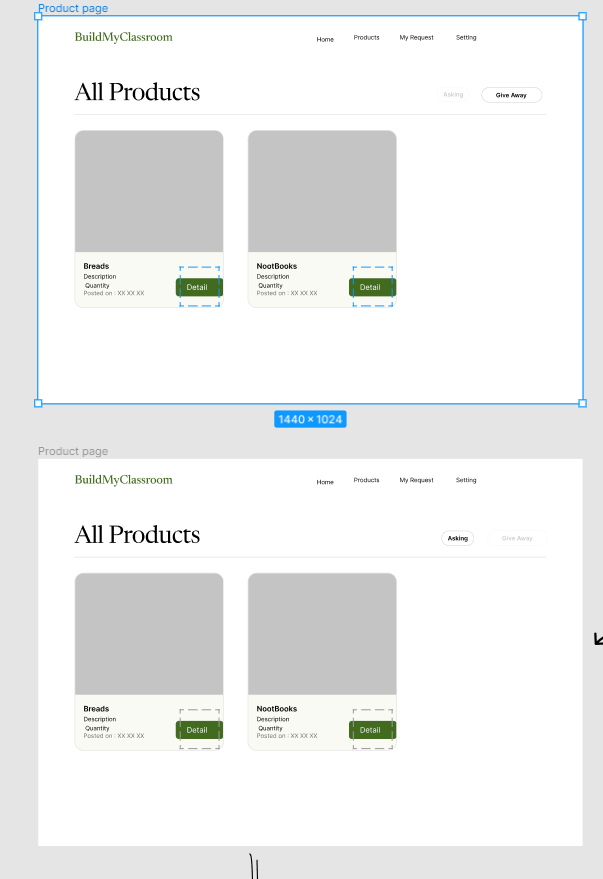 Product page
BuildMyClassroom
Home Products My Request Setting
All Products
Asking Give Away
Breads
Description
Quantity
Posted on : XX XX XX
Detail
NootBooks
Description
Quantity
Posted on : XX XX XX
Detail
1440 × 1024
Product page
BuildMyClassroom
Home Products My Request Setting
All Products
Asking Give Away
Breads
Description
Quantity
Posted on : XX XX XX
Detail
NootBooks
Description
Quantity
Posted on : XX XX XX
Detail